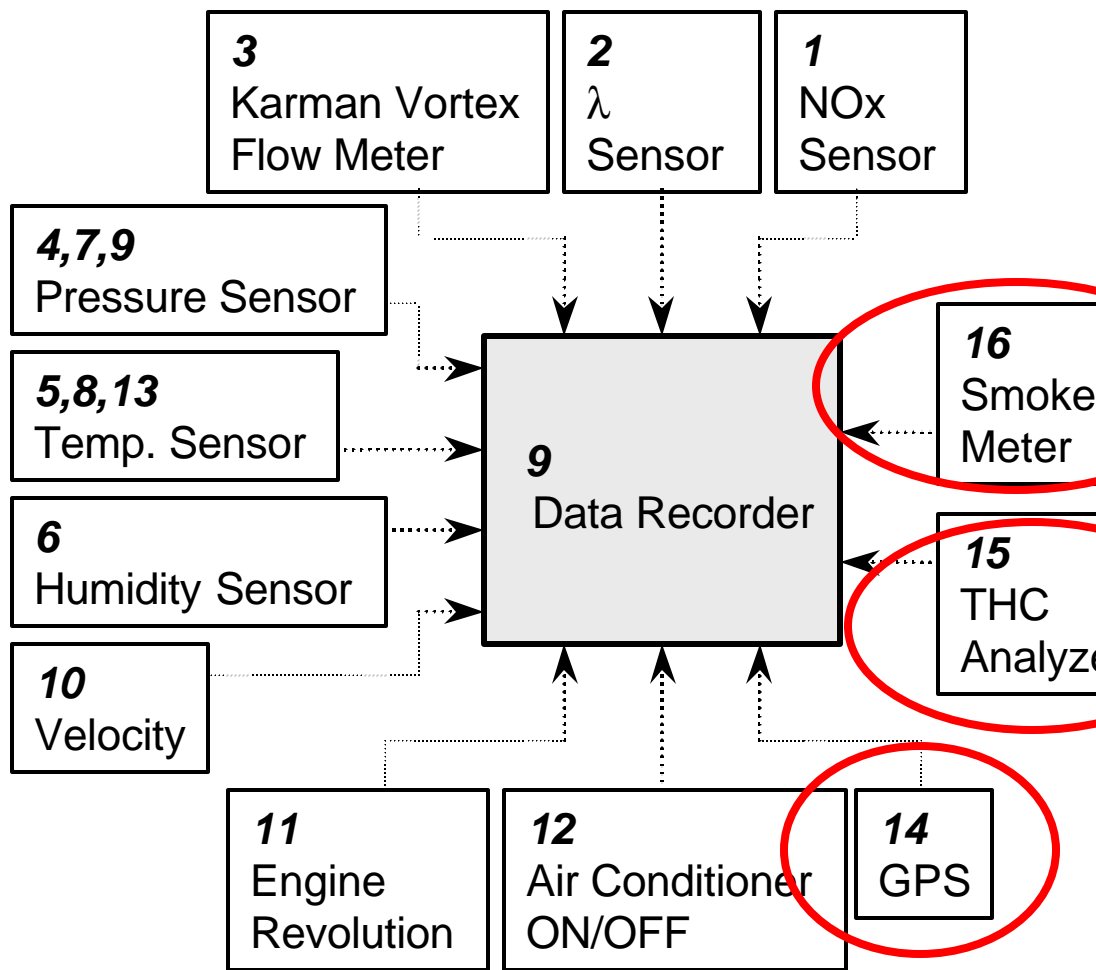 3
Karman Vortex
Flow Meter
2
λ
Sensor
1
NOx
Sensor
4,7,9
Pressure Sensor
5,8,13
Temp. Sensor
6
Humidity Sensor
10
Velocity
9
Data Recorder
16
Smoke
Meter
15
THC
Analyze
11
Engine
Revolution
12
Air Conditioner
ON/OFF
14
GPS